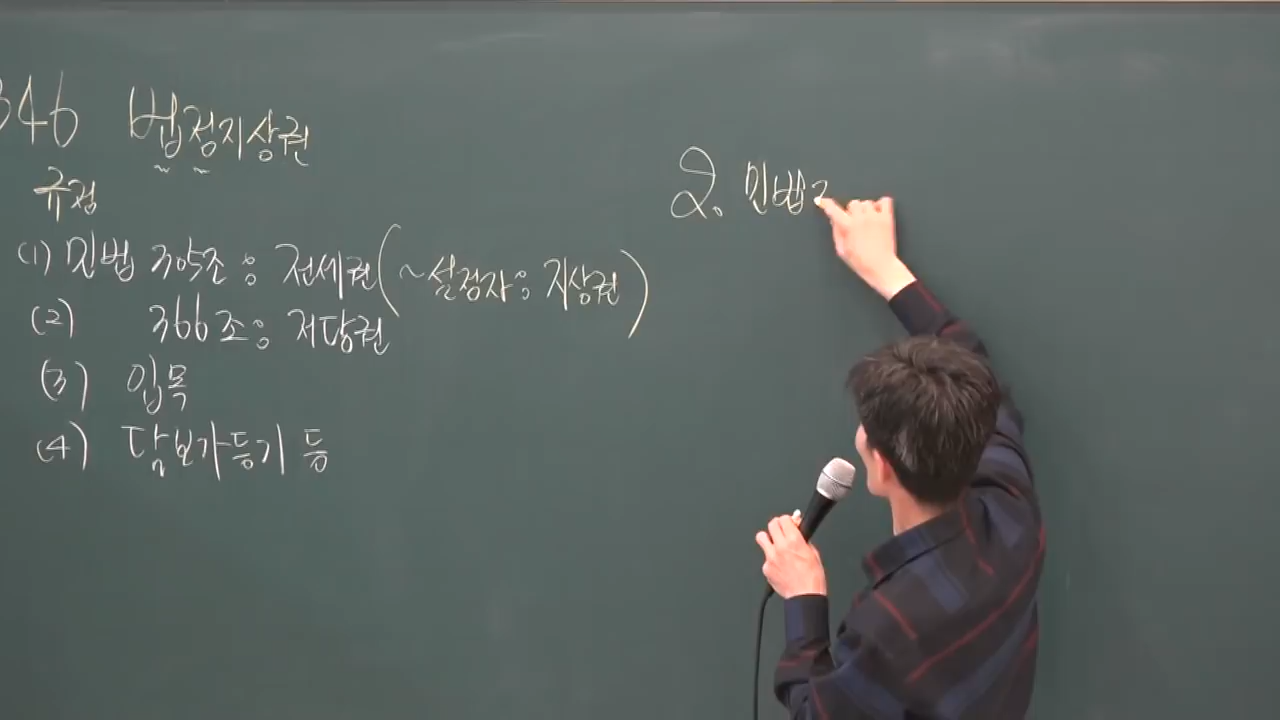 346 법정지상권
규정
(1) 민법 305조 : 전세권(~설정자 : 지상권)
(2) 366조 : 저당권
(3) 입목
(4) 담보가등기 등
2. 민법 3